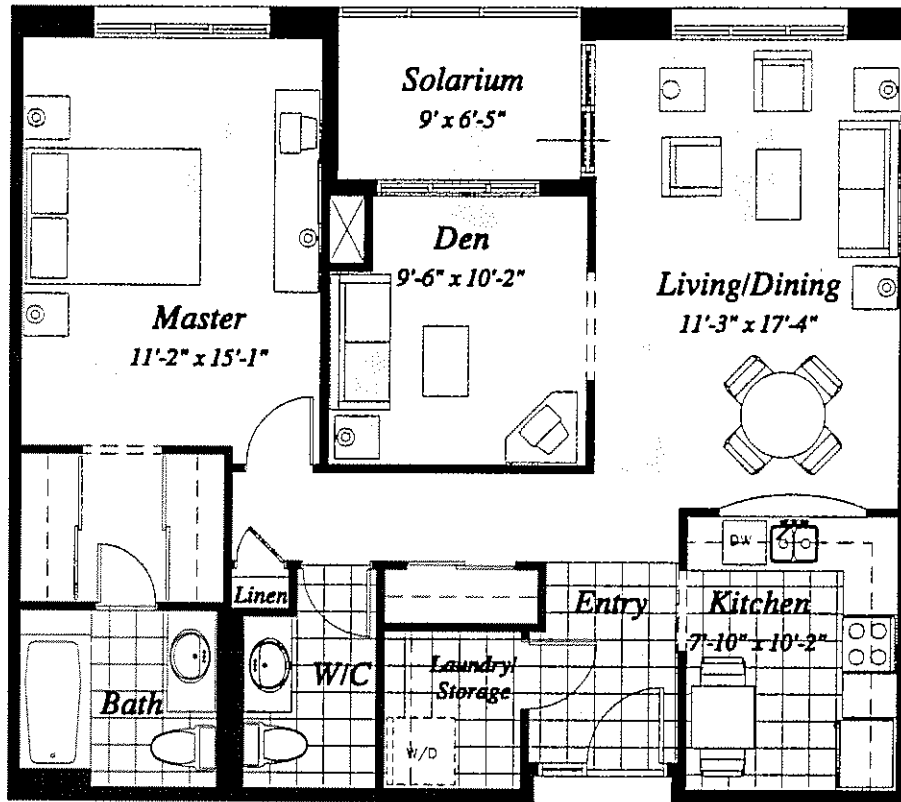 Solarium
9' x 6'-5"
Den
9'-6" x 10'-2"
Living/Dining
11'-3" x 17'-4"
Master
11'-2" x 15'-1"
DW
Linen
Entry
Kitchen
7'-10" x 10'-2"
W/C
Laundry/
Storage
Bath
W/D